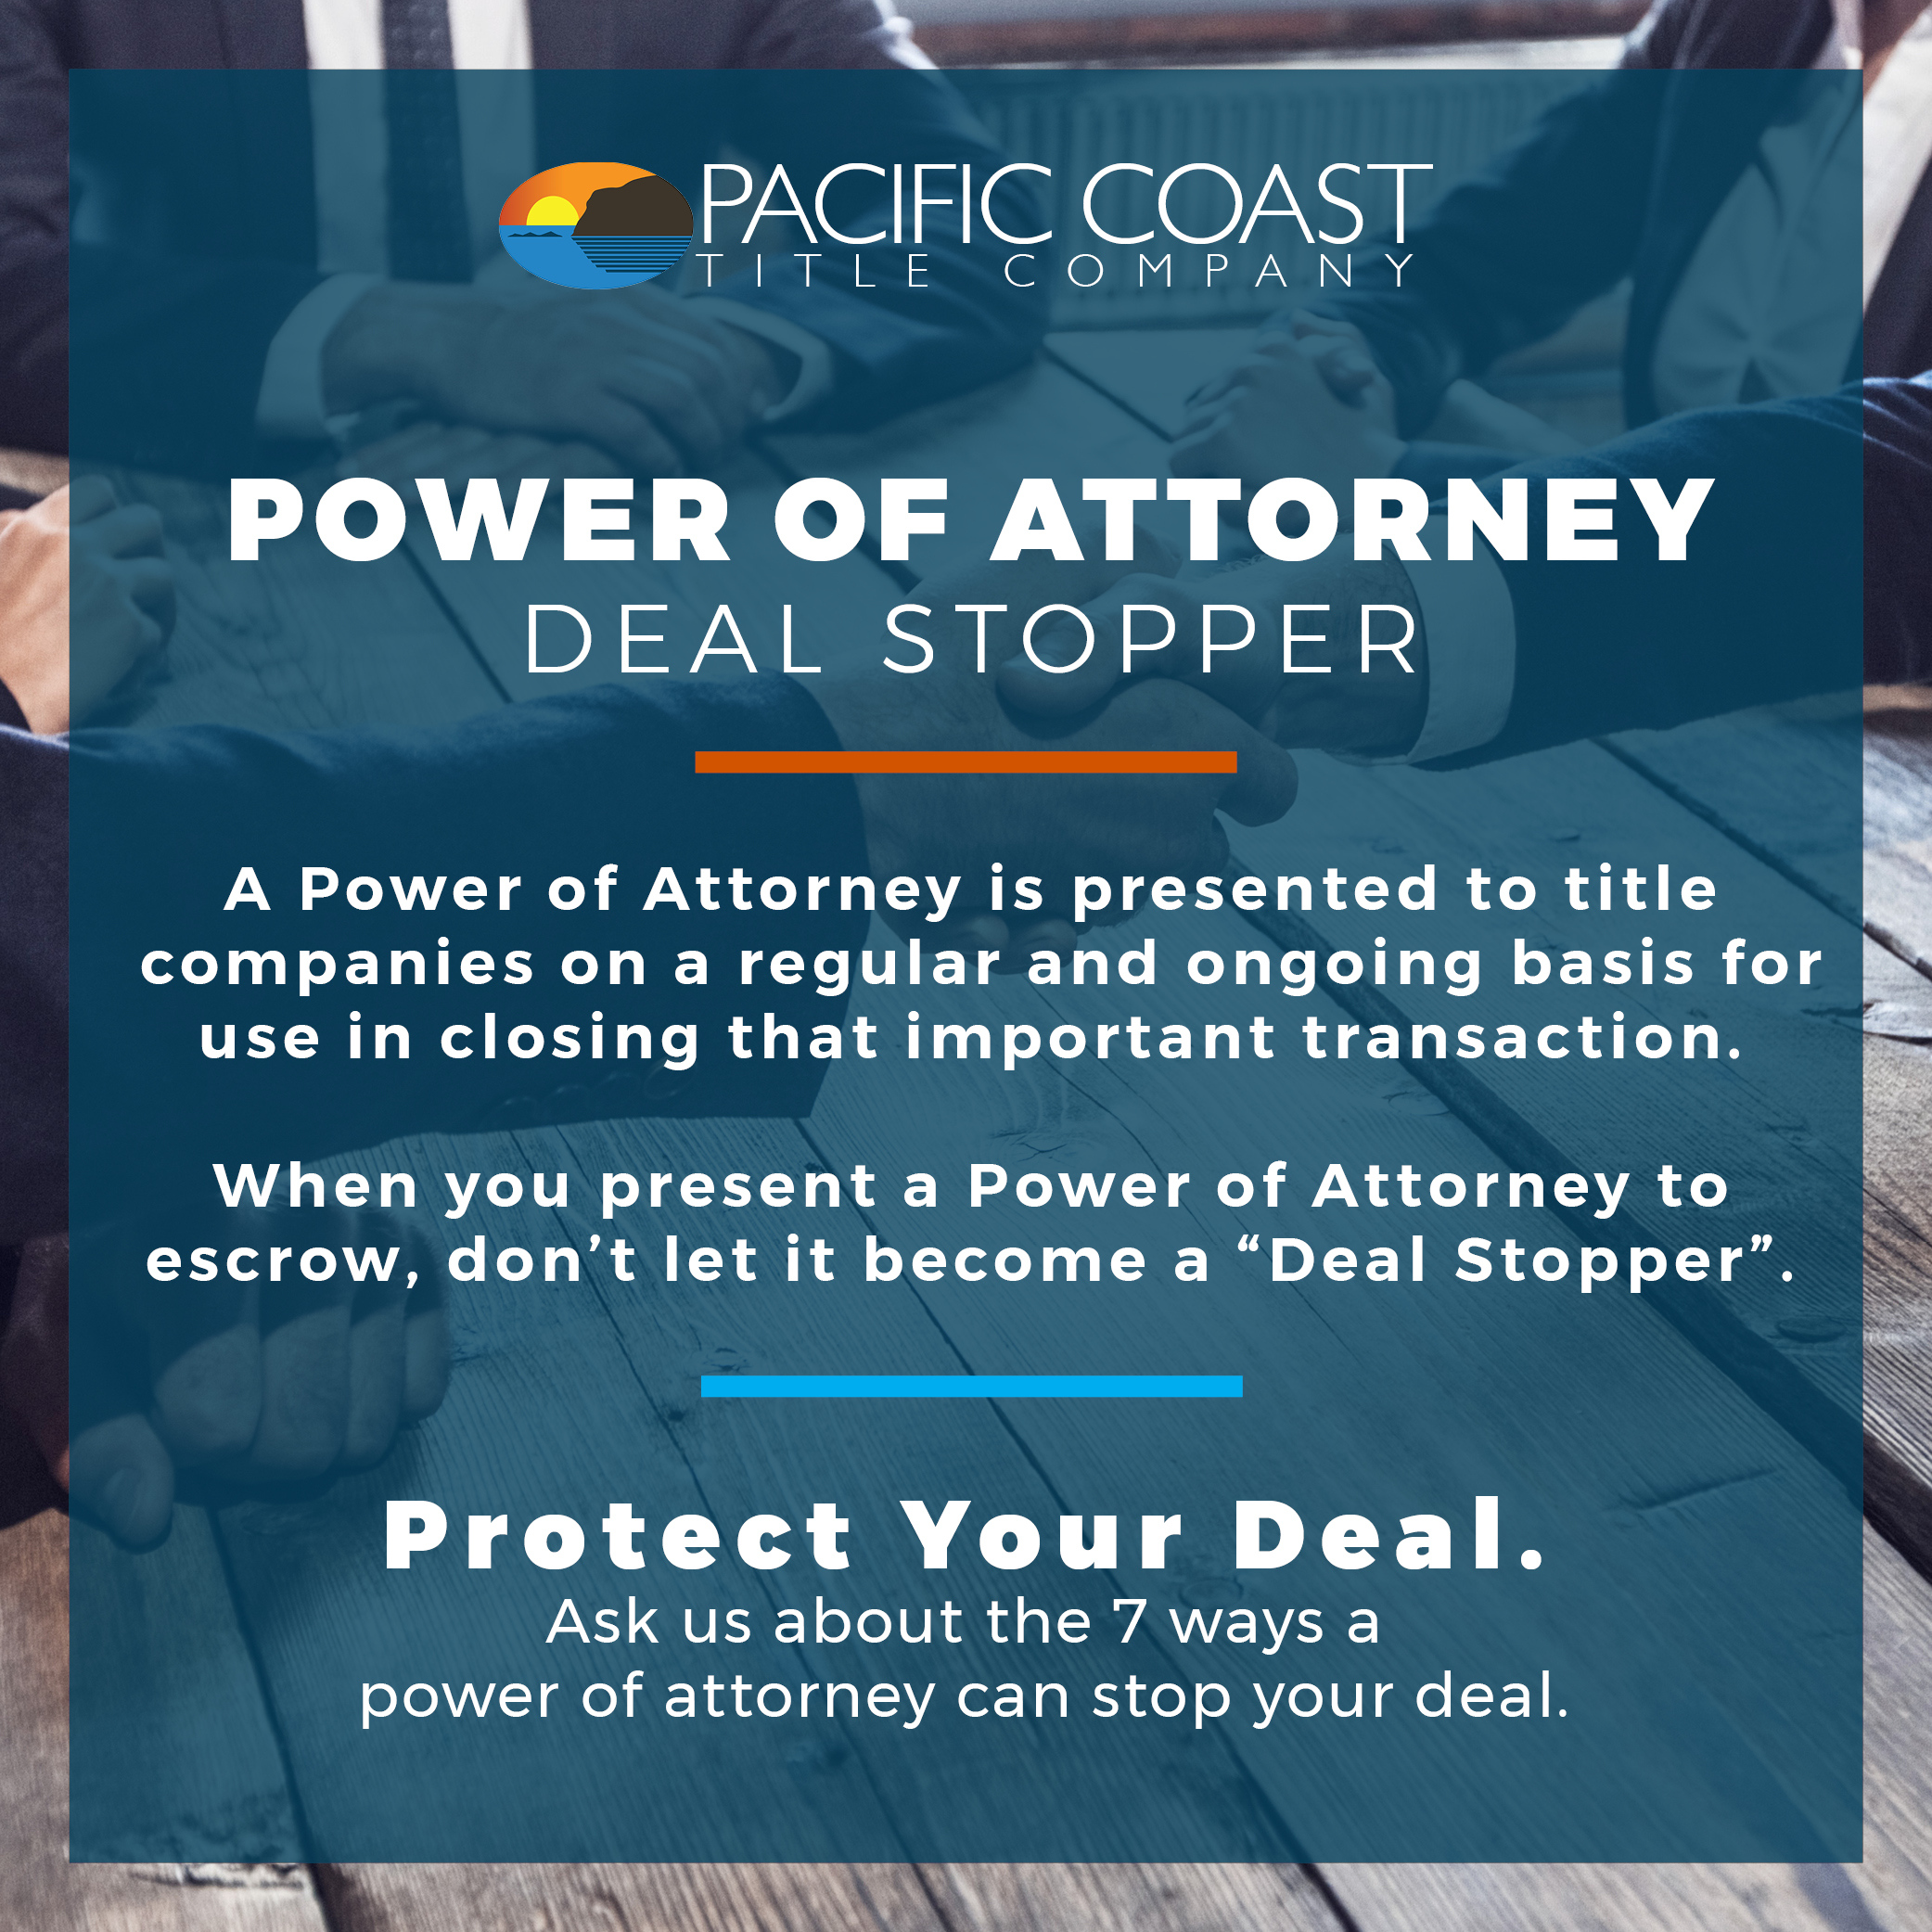 PACIFIC COAST
TITLE COMPANY
POWER OF ATTORNEY
DEAL STOPPER
A Power of Attorney is presented to title
companies on a regular and ongoing basis for
use in closing that important transaction.
When you present a Power of Attorney to
escrow, don’t let it become a “Deal Stopper”.
Protect Your Deal.
Ask us about the 7 ways a
power of attorney can stop your deal.